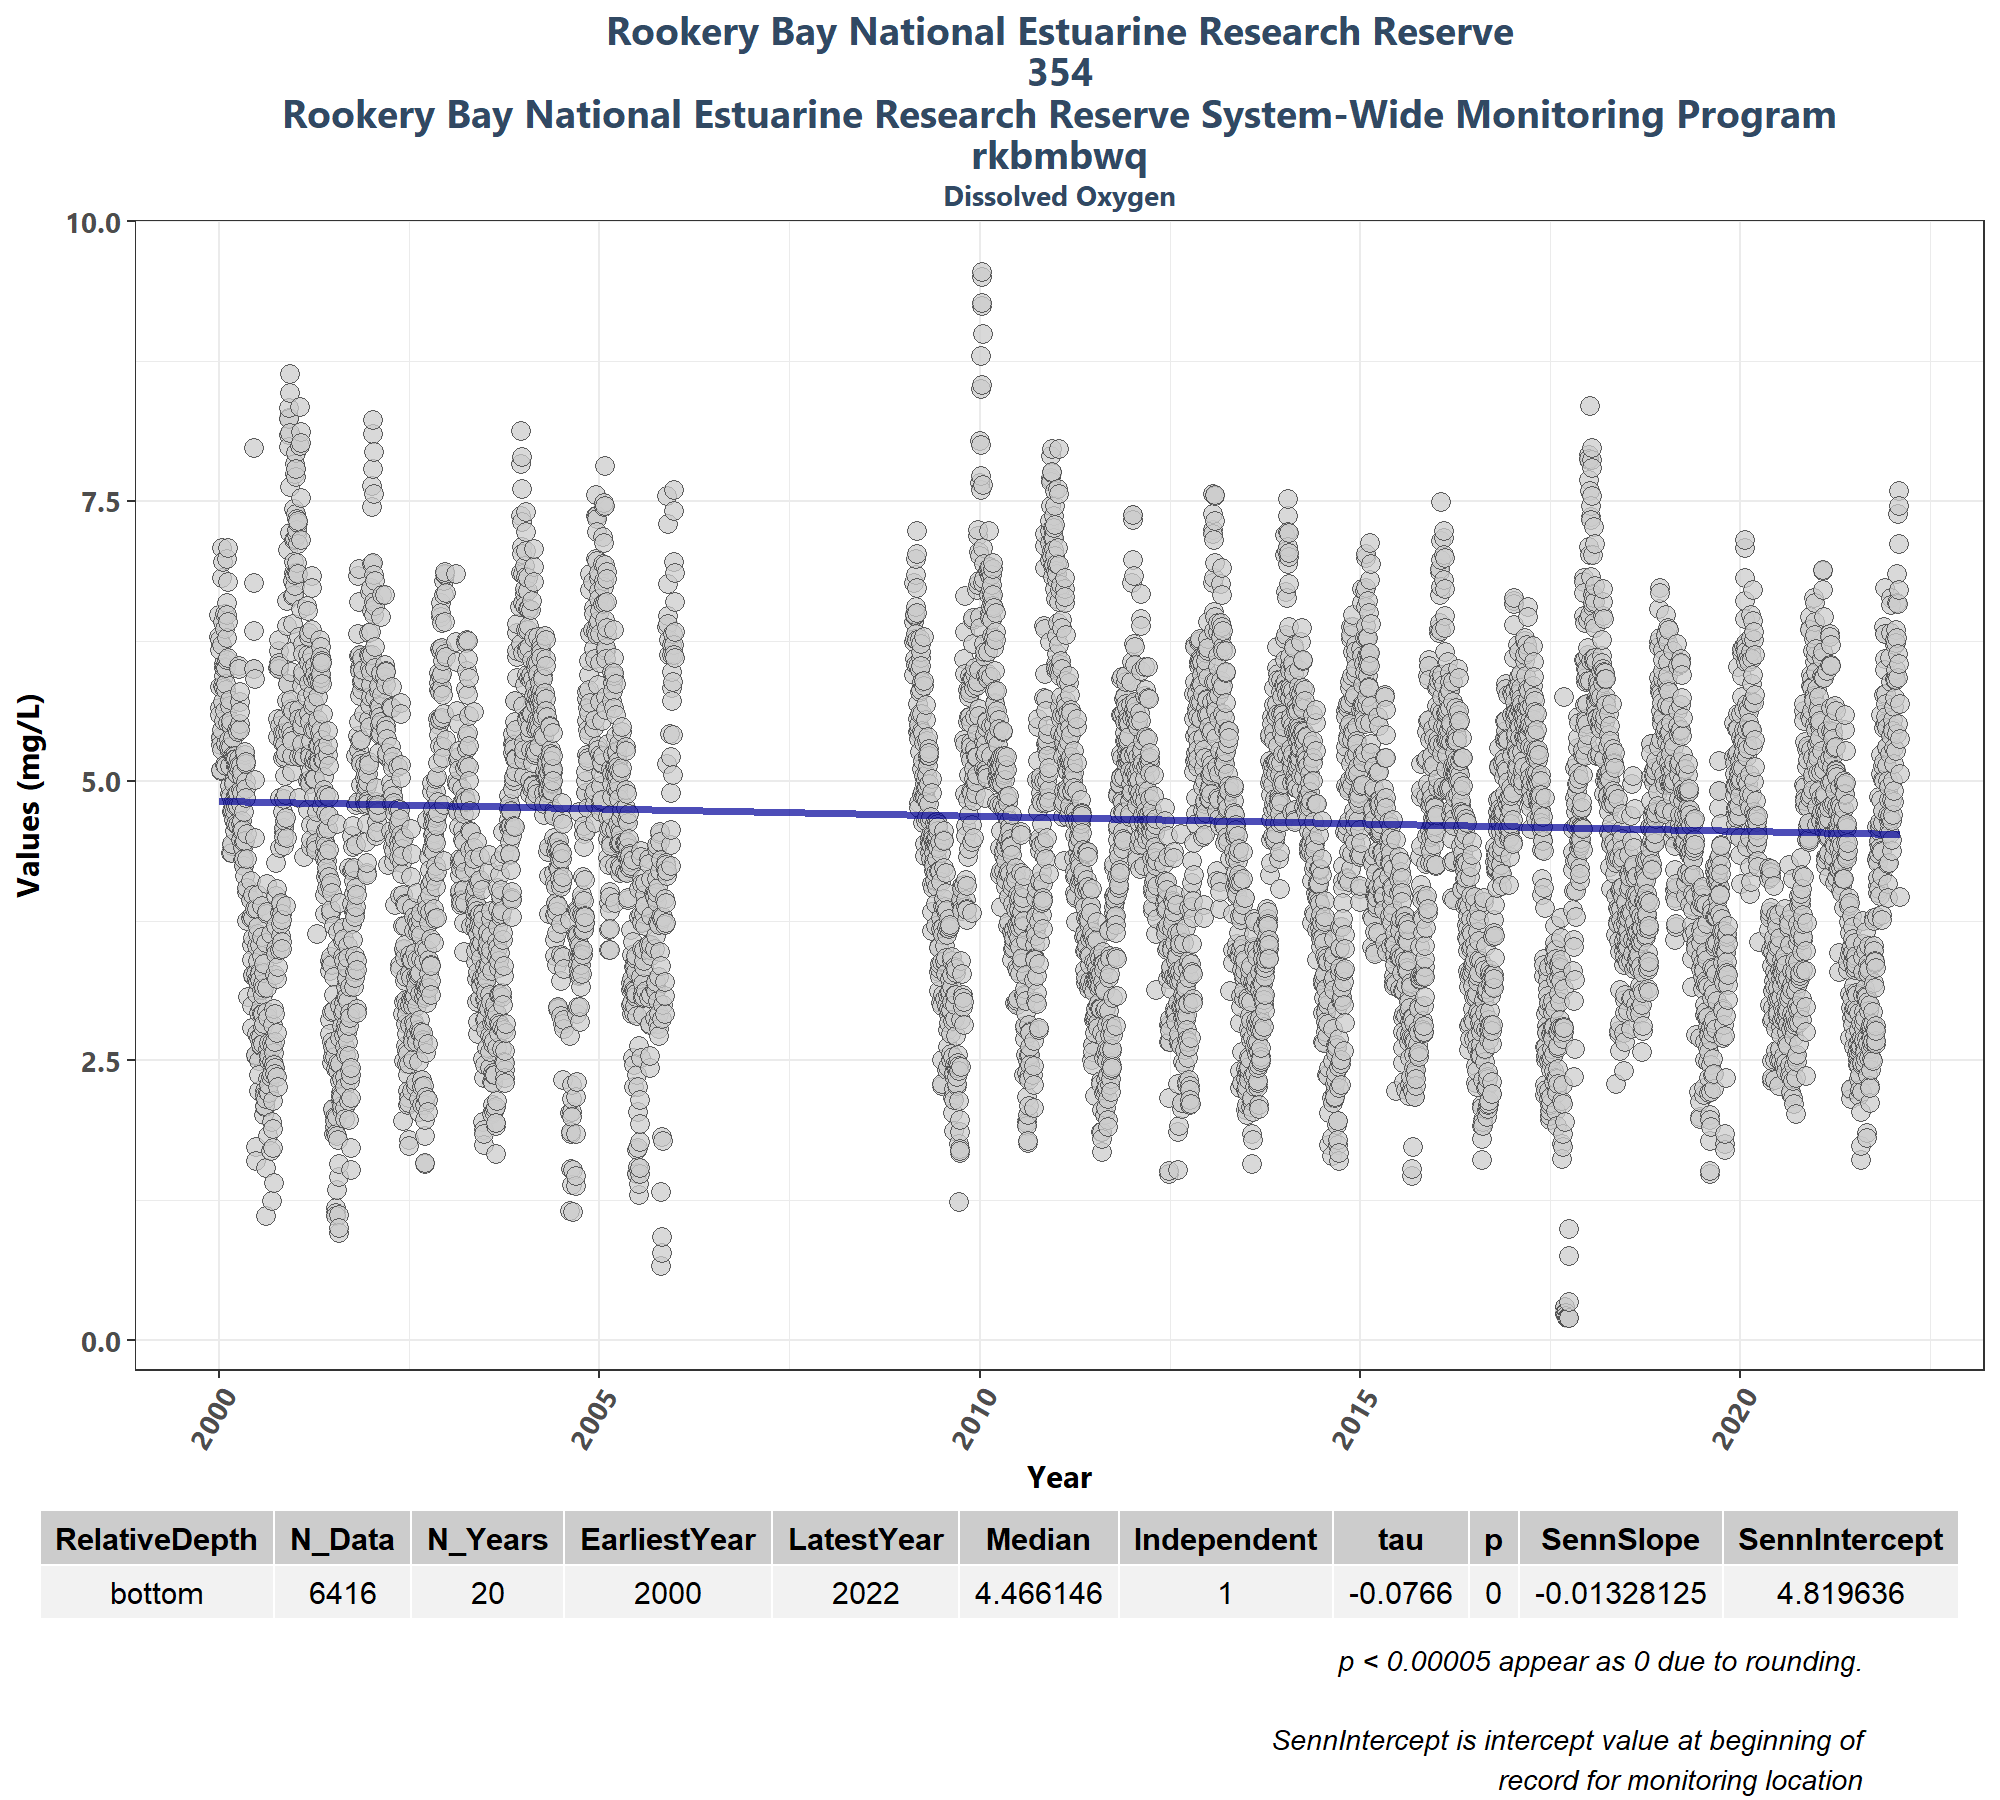 Rookery Bay National Estuarine Research Reserve
354
Rookery Bay National Estuarine Research Reserve System-Wide Monitoring Program
rkbmbwq
Dissolved Oxygen
10.0
7.5
5.0
2.5
0.0
Values (mg/L)
2000 2005 2010 2015 2020
Year
RelativeDepth N_Data N_Years EarliestYear LatestYear Median Independent tau p SennSlope SennIntercept
bottom 6416 20 2000 2022 4.466146 1 -0.0766 0 -0.01328125 4.819636
p < 0.00005 appear as 0 due to rounding.
SennIntercept is intercept value at beginning of
record for monitoring location